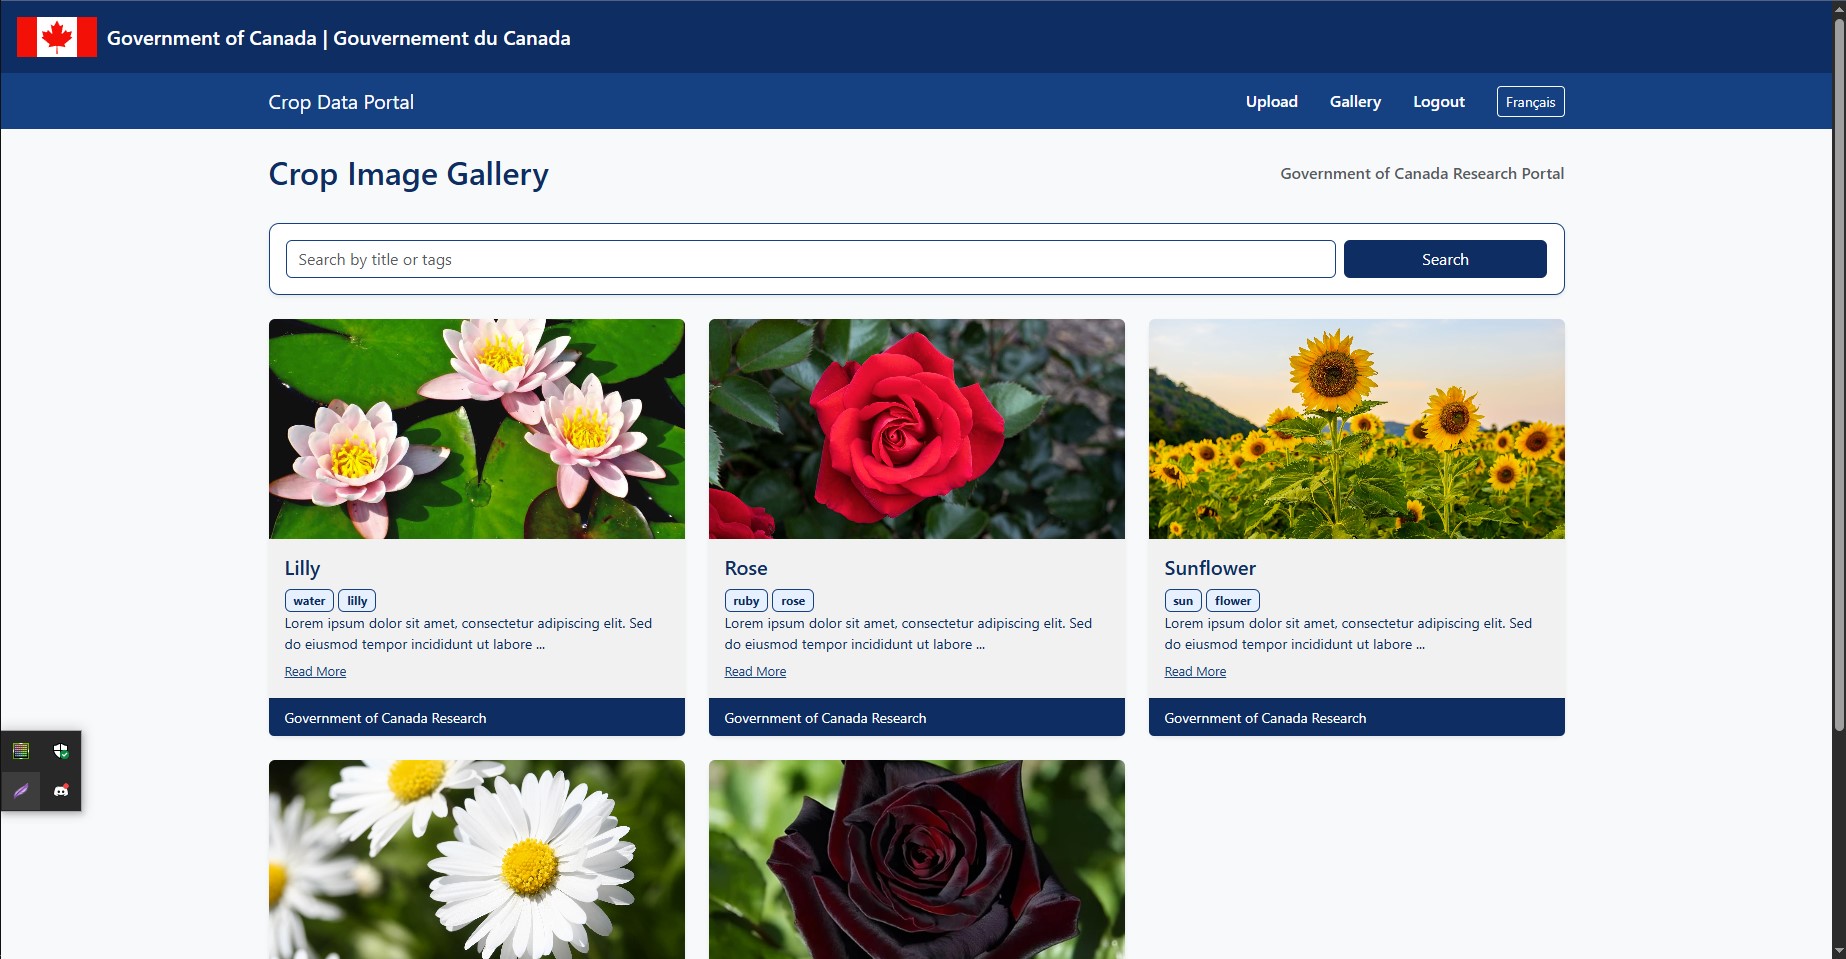 Government of Canada | Gouvernement du Canada
Crop Data Portal
Upload
Gallery
Logout
Français
Crop Image Gallery
Government of Canada Research Portal
Search by title or tags
Search
Lilly
water
lilly
Lorem ipsum dolor sit amet, consectetur adipiscing elit. Sed
do eiusmod tempor incididunt ut labore ...
Read More
Government of Canada Research
Rose
ruby
rose
Lorem ipsum dolor sit amet, consectetur adipiscing elit. Sed
do eiusmod tempor incididunt ut labore ...
Read More
Government of Canada Research
Sunflower
sun
flower
Lorem ipsum dolor sit amet, consectetur adipiscing elit. Sed
do eiusmod tempor incididunt ut labore ...
Read More
Government of Canada Research